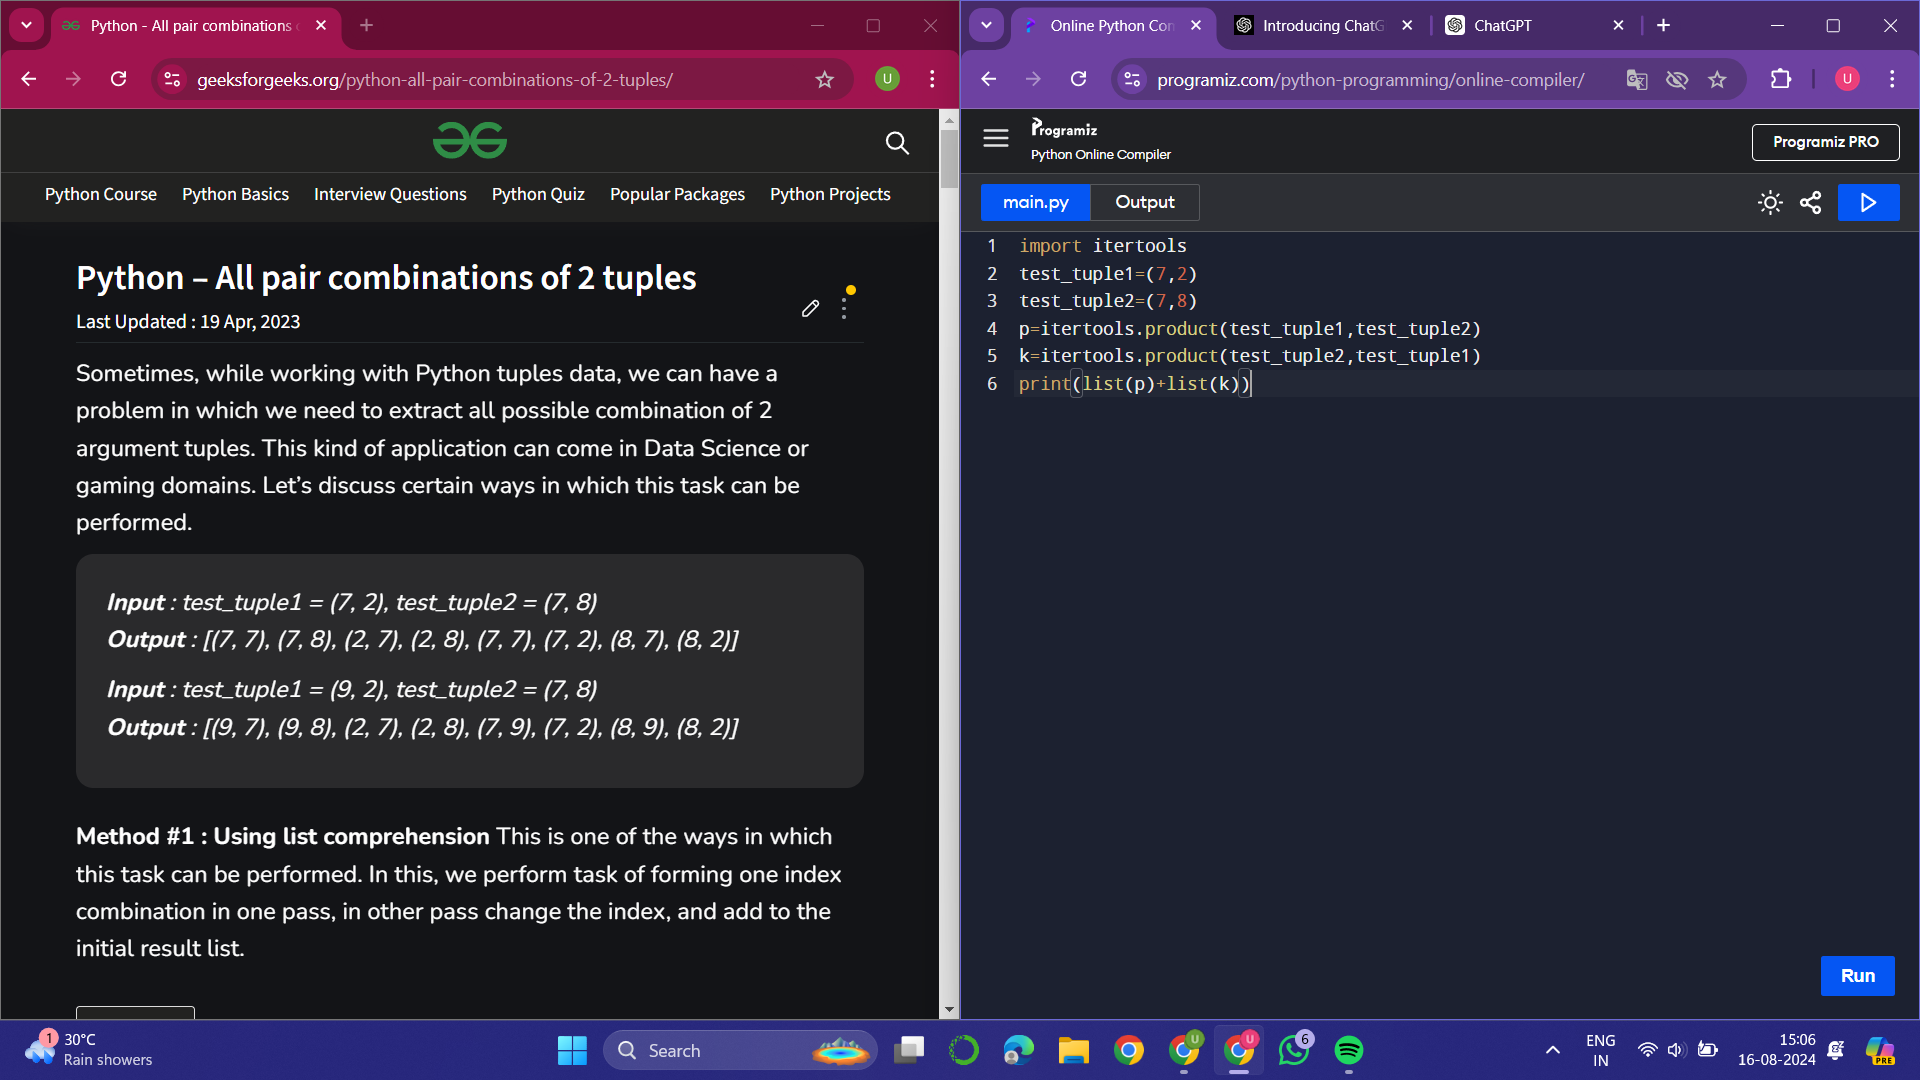 Python - All pair combinations
geeksforgeeks.org/python-all-pair-combinations-of-2-tuples/
U
Python Course Python Basics Interview Questions Python Quiz Popular Packages Python Projects
Python – All pair combinations of 2 tuples
Last Updated : 19 Apr, 2023
Sometimes, while working with Python tuples data, we can have a
problem in which we need to extract all possible combination of 2
argument tuples. This kind of application can come in Data Science or
gaming domains. Let’s discuss certain ways in which this task can be
performed.
Input : test_tuple1 = (7, 2), test_tuple2 = (7, 8)
Output : [(7, 7), (7, 8), (2, 7), (2, 8), (7, 7), (7, 2), (8, 7), (8, 2)]
Input : test_tuple1 = (9, 2), test_tuple2 = (7, 8)
Output : [(9, 7), (9, 8), (2, 7), (2, 8), (7, 9), (7, 2), (8, 9), (8, 2)]
Method #1 : Using list comprehension This is one of the ways in which
this task can be performed. In this, we perform task of forming one index
combination in one pass, in other pass change the index, and add to the
initial result list.
Online Python Con Introducing ChatG ChatGPT
programiz.com/python-programming/online-compiler/
U
Programiz
Python Online Compiler
Programiz PRO
main.py Output
1 import itertools
2 test_tuple1=(7,2)
3 test_tuple2=(7,8)
4 p=itertools.product(test_tuple1,test_tuple2)
5 k=itertools.product(test_tuple2,test_tuple1)
6 print(list(p)+list(k))
Run
1
30°C
Rain showers
Search
U
U
6
ENG
IN
15:06
16-08-2024
PRE